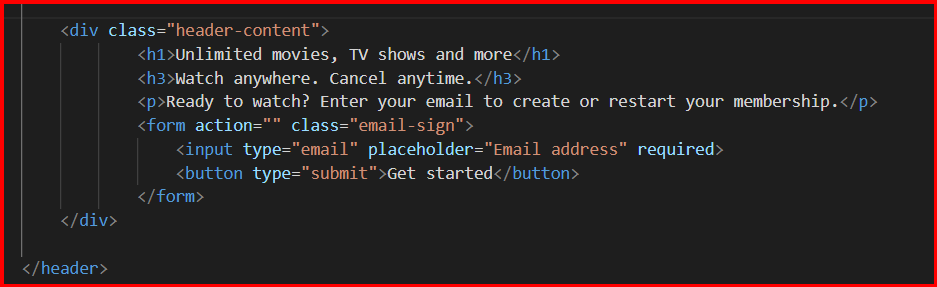 <div class="header-content">
<h1>Unlimited movies, TV shows and more</h1>
<h3>Watch anywhere. Cancel anytime.</h3>
<p>Ready to watch? Enter your email to create or restart your membership.</p>
<form action="" class="email-sign">
<input type="email" placeholder="Email address" required>
<button type="submit">Get started</button>
</form>
</div>
</header>